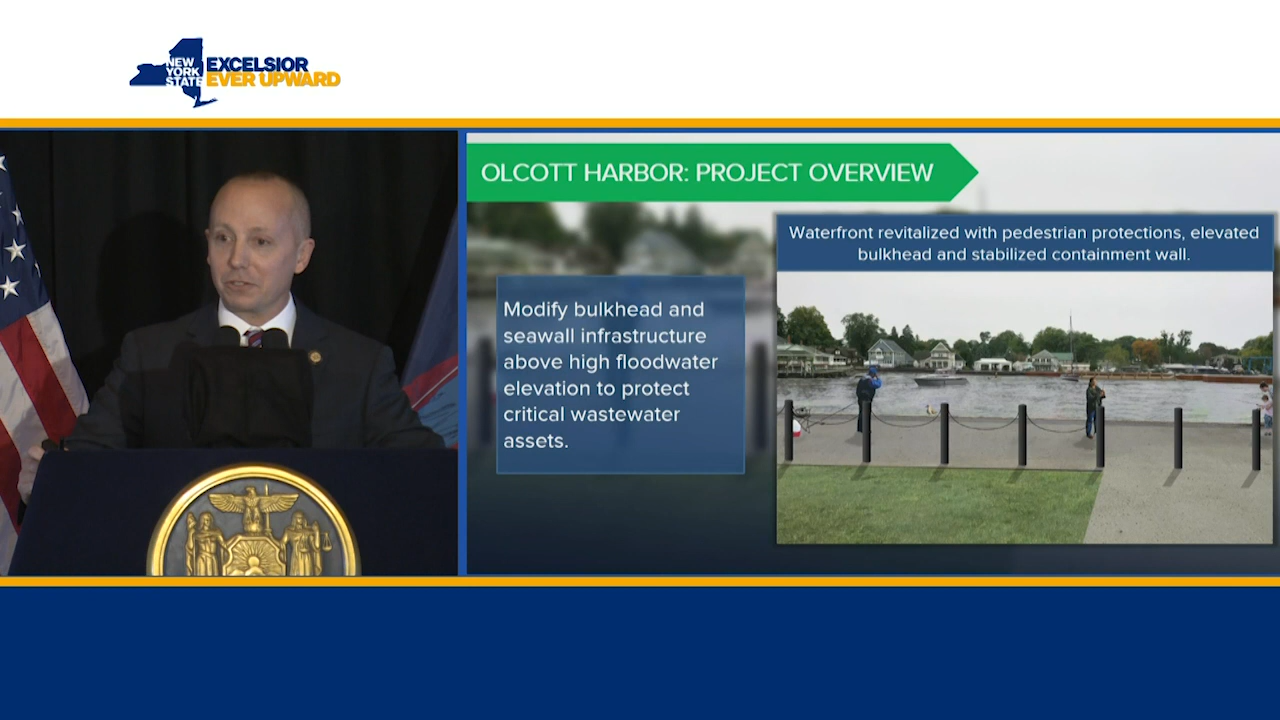 NEW
YORK
STATE
EXCELSIOR
EVER UPWARD
OLCOTT HARBOR: PROJECT OVERVIEW
Waterfront revitalized with pedestrian protections, elevated
bulkhead and stabilized containment wall.
Modify bulkhead and
seawall infrastructure
above high floodwater
elevation to protect
critical wastewater
assets.